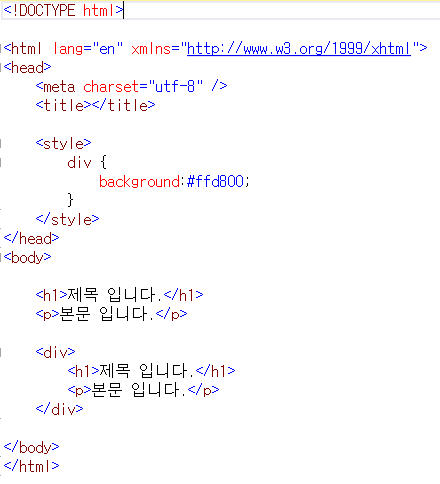 <!DOCTYPE html>
<html lang="en" xmlns="http://www.w3.org/1999/xhtml">
<head>
    <meta charset="utf-8" />
    <title></title>
    <style>
        div {
            background:#ffd800;
        }
    </style>
</head>
<body>
    <h1>제목 입니다.</h1>
    <p>본문 입니다.</p>
    <div>
        <h1>제목 입니다.</h1>
        <p>본문 입니다.</p>
    </div>
</body>
</html>